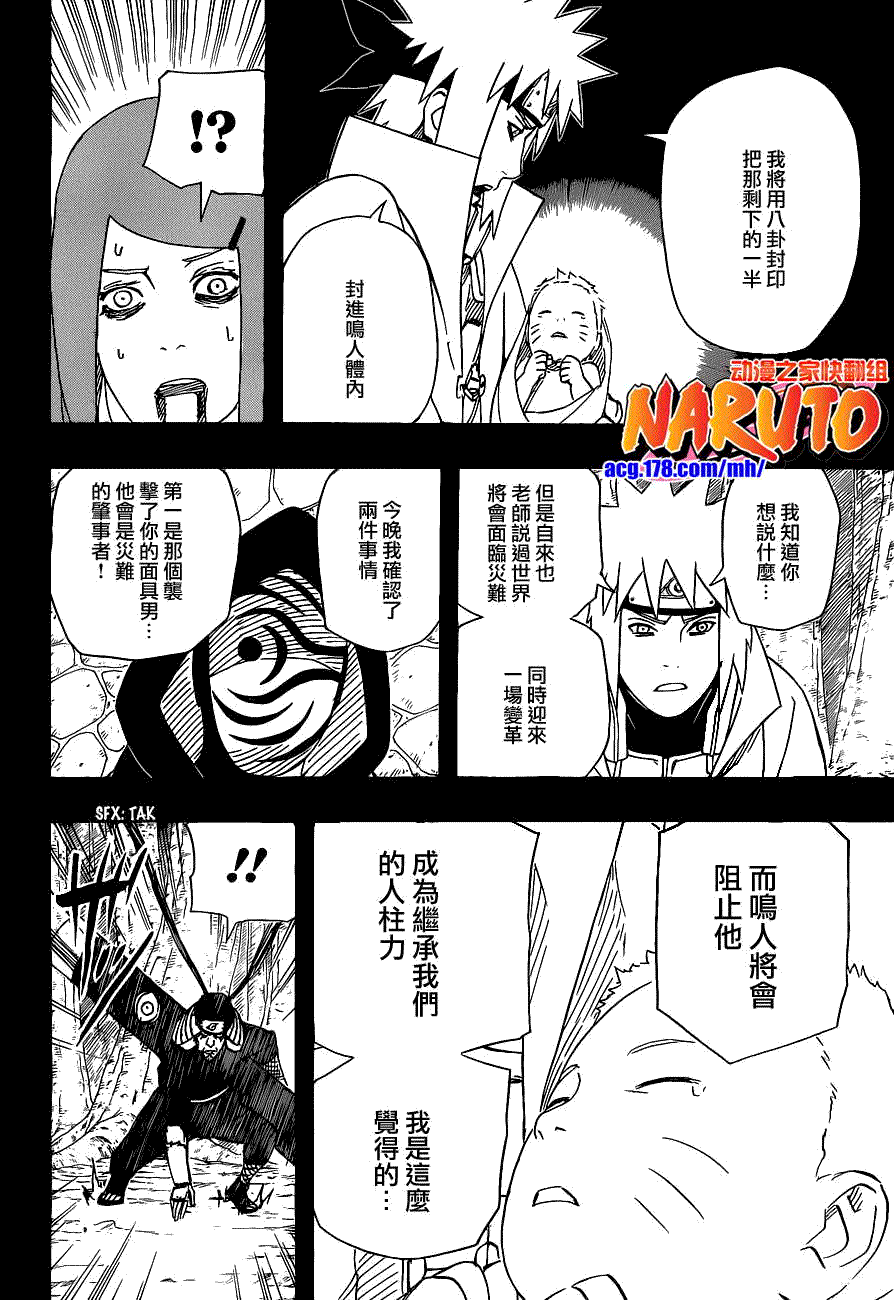 我將用八卦封印
把那剩下的一半
封進鳴人體內
!?
动漫之家快翻组
NARUTO
acg.178.com/mh/
我知道你
想説什麼…
但是自來也
老師説過世界
將會面臨災難
同時迎來
一場變革
今晚我確認了
兩件事情
第一是那個襲
擊了你的面具男…
他會是災難
的肇事者！
而鳴人將會
阻止他
成為繼承我們
的人柱力
我是這麼
覺得的…
SFX: TAK
!!